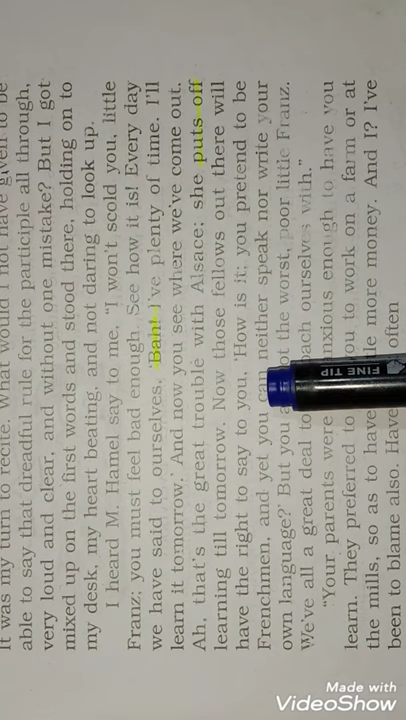 It was my turn to recite. What would I not have given to be
able to say that dreadful rule for the participle all through,
very loud and clear, and without one mistake? But I got
mixed up on the first words and stood there, holding on to
my desk, my heart beating, and not daring to look up.
I heard M. Hamel say to me, "I won't scold you, little
Franz; you must feel bad enough. See how it is! Every day
we have said to ourselves, 'Bah! I've plenty of time. I'll
learn it tomorrow.' And now you see where we've come out.
Ah, that's the great trouble with Alsace; she puts off
learning till tomorrow. Now those fellows out there will
have the right to say to you, 'How is it; you pretend to be
Frenchmen, and yet you can neither speak nor write your
own language?' But you the worst, poor little Franz.
We've all a great deal to ourselves with."
"Your parents were anxious enough to have you
learn. They preferred to you to work on a farm or at
the mills, so as to have more money. And I? I've
been to blame also. Have often
FINE TIP
Made with
VideoShow